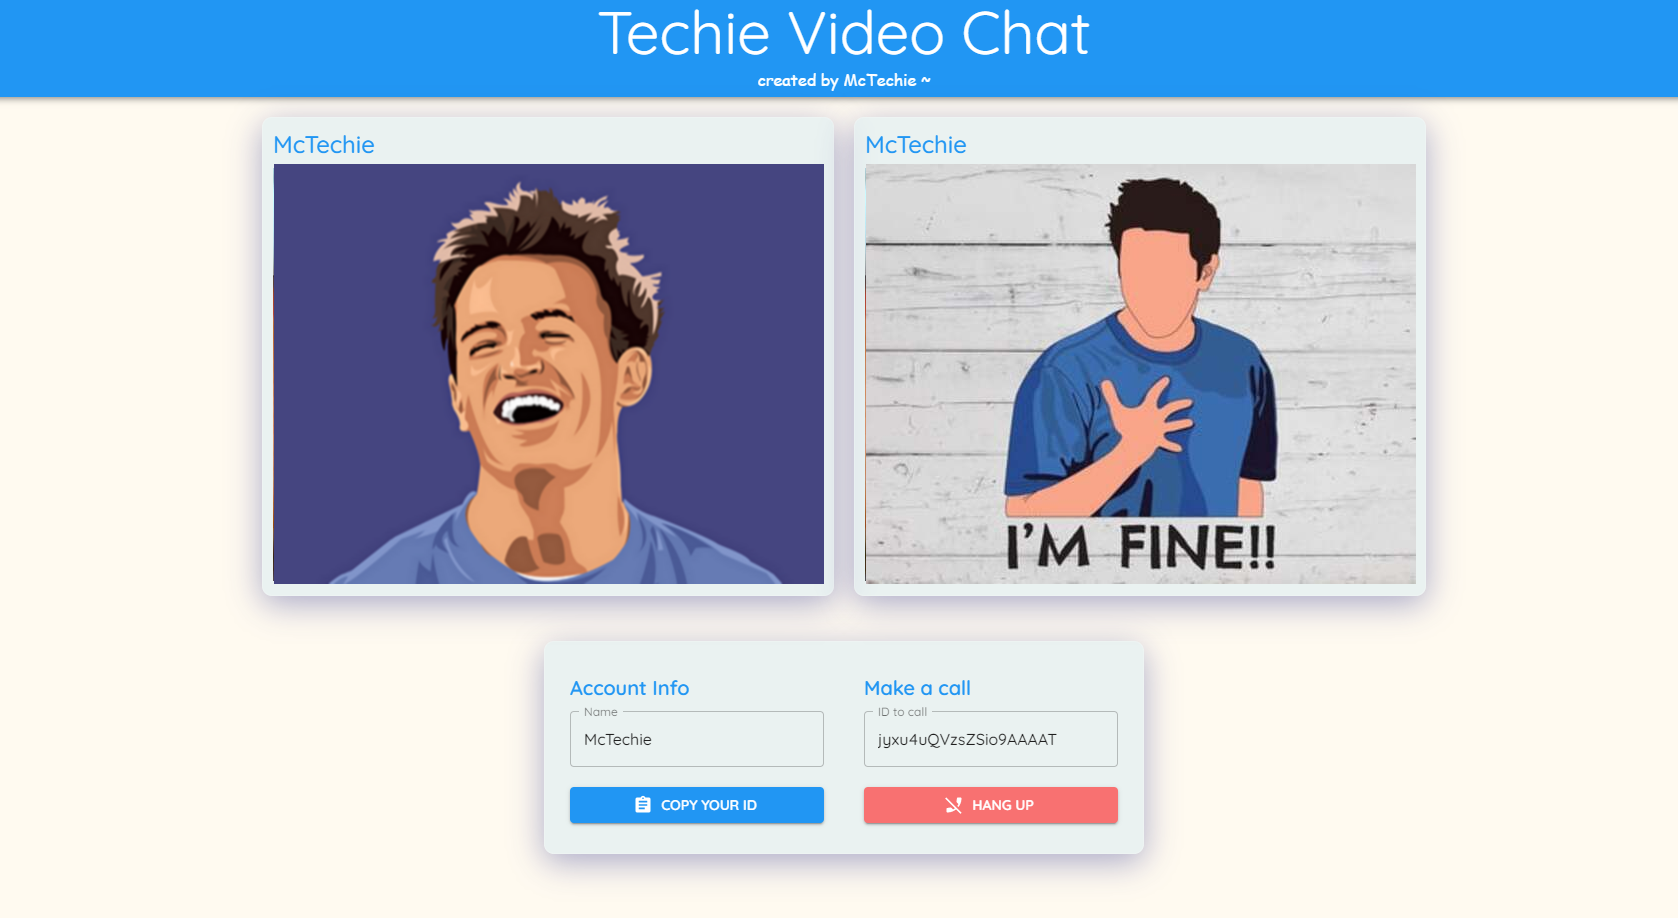 Techie Video Chat
created by McTechie ~
McTechie
McTechie
I'M FINE!!
Account Info
Make a call
Name
ID to call
McTechie
jyxu4uQVzsZSio9AAAAT
COPY YOUR ID
HANG UP